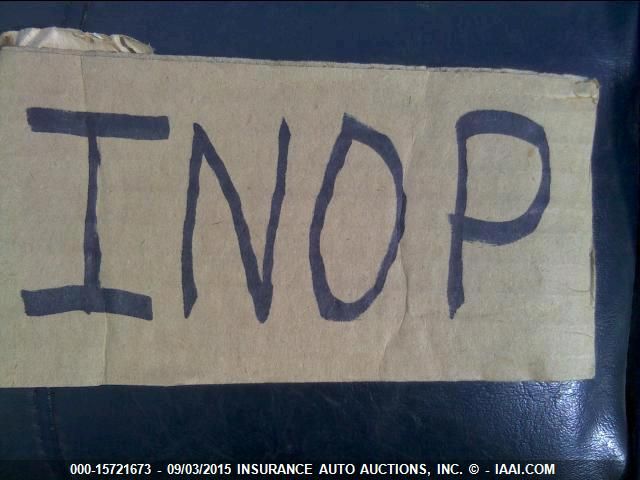 INOP
000-15721673 - 09/03/2015 INSURANCE AUTO AUCTIONS, INC. © - IAAI.COM